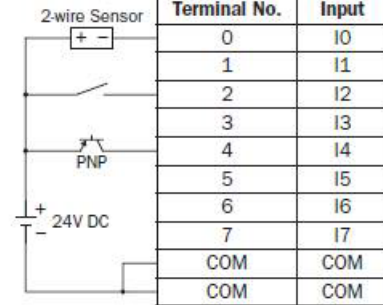 2-wire Sensor
+ −
PNP
+
− 24V DC
Terminal No. Input
0 I0
1 I1
2 I2
3 I3
4 I4
5 I5
6 I6
7 I7
COM COM
COM COM